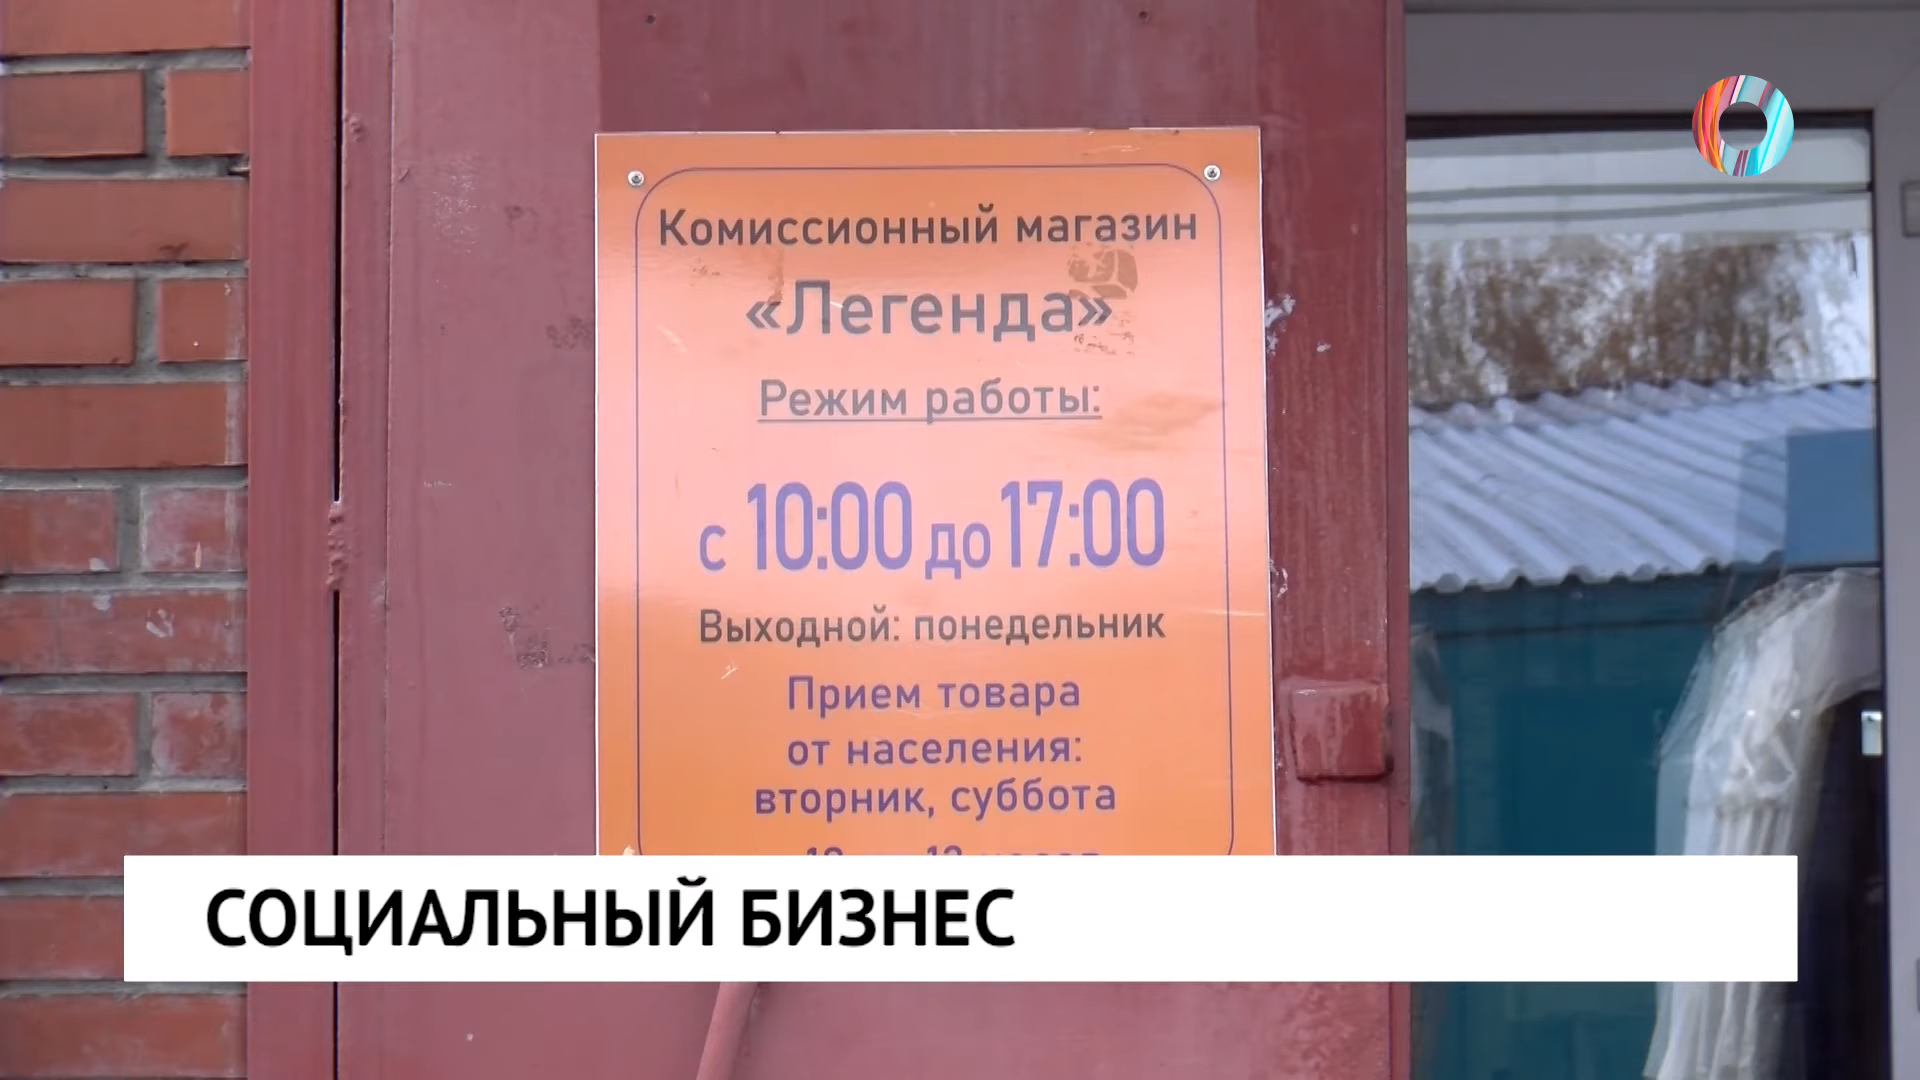 Комиссионный магазин
«Легенда»
Режим работы:
с 10:00 до 17:00
Выходной: понедельник
Прием товара
от населения:
вторник, суббота
СОЦИАЛЬНЫЙ БИЗНЕС